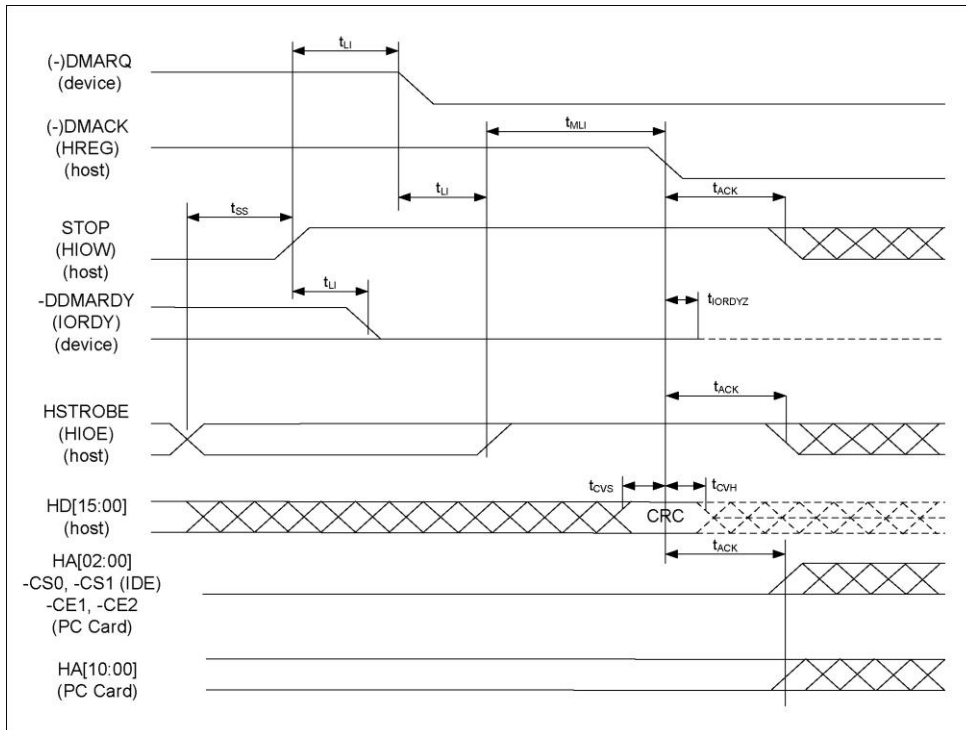 tLI
(-)DMARQ
(device)
(-)DMACK
(HREG)
(host)
tMLI
tLI
tACK
tSS
STOP
(HIOW)
(host)
tLI
-DDMARDY
(IORDY)
(device)
tIORDYZ
tACK
HSTROBE
(HIOE)
(host)
tCVS
tCVH
HD[15:00]
(host)
CRC
tACK
HA[02:00]
-CS0, -CS1 (IDE)
-CE1, -CE2
(PC Card)
HA[10:00]
(PC Card)